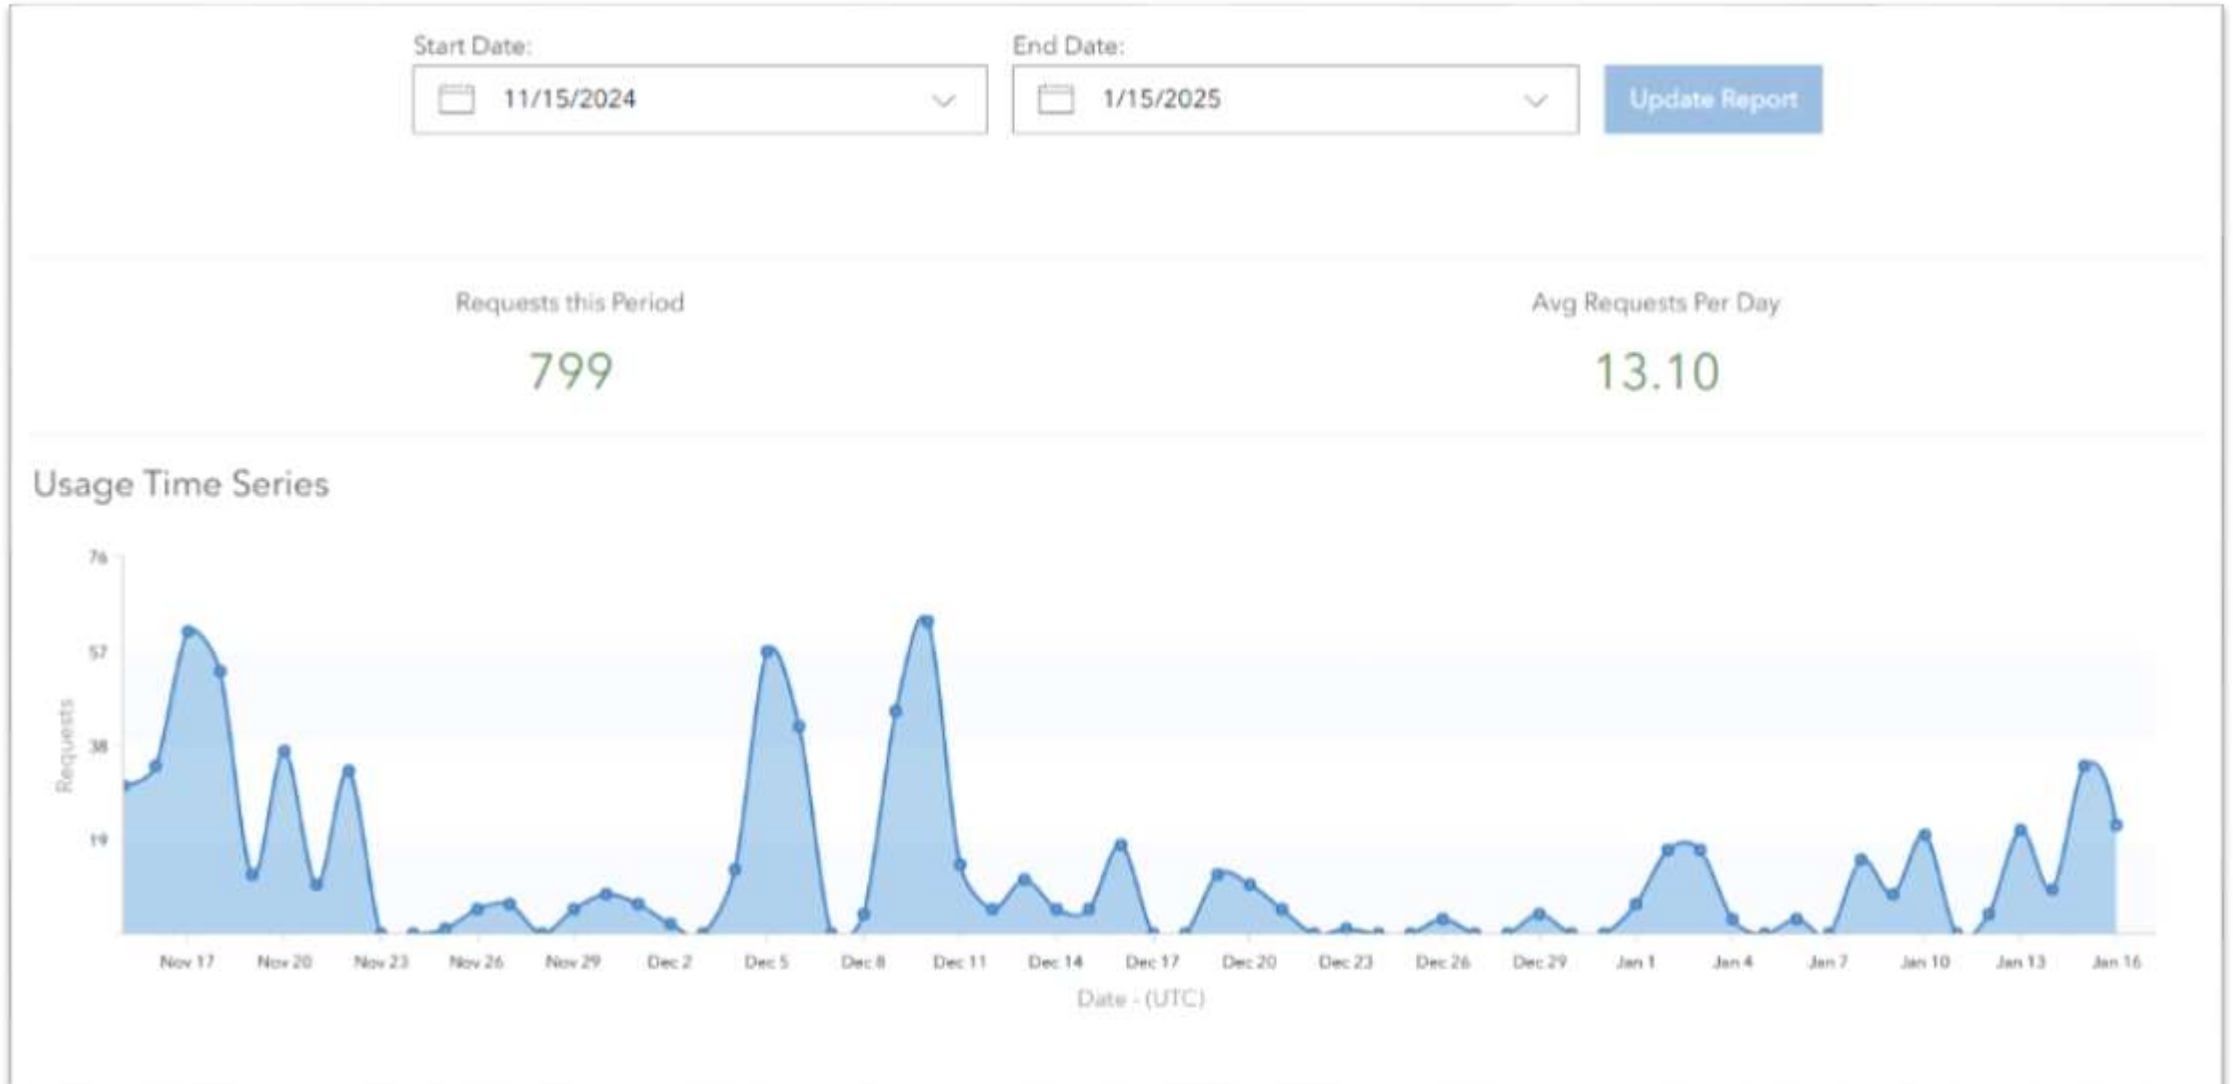 Start Date:
End Date:
11/15/2024
1/15/2025
Update Report
Requests this Period
Avg Requests Per Day
799
13.10
Usage Time Series
76
57
38
19
Requests
Nov 17 Nov 20 Nov 23 Nov 26 Nov 29 Dec 2 Dec 5 Dec 8 Dec 11 Dec 14 Dec 17 Dec 20 Dec 23 Dec 26 Dec 29 Jan 1 Jan 4 Jan 7 Jan 10 Jan 13 Jan 16
Date - (UTC)